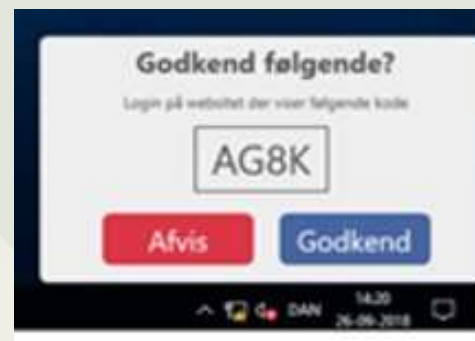 Godkend følgende?
Login på websitet der viser følgende kode
AG8K
Afvis Godkend
DAN 14:20
26-09-2018